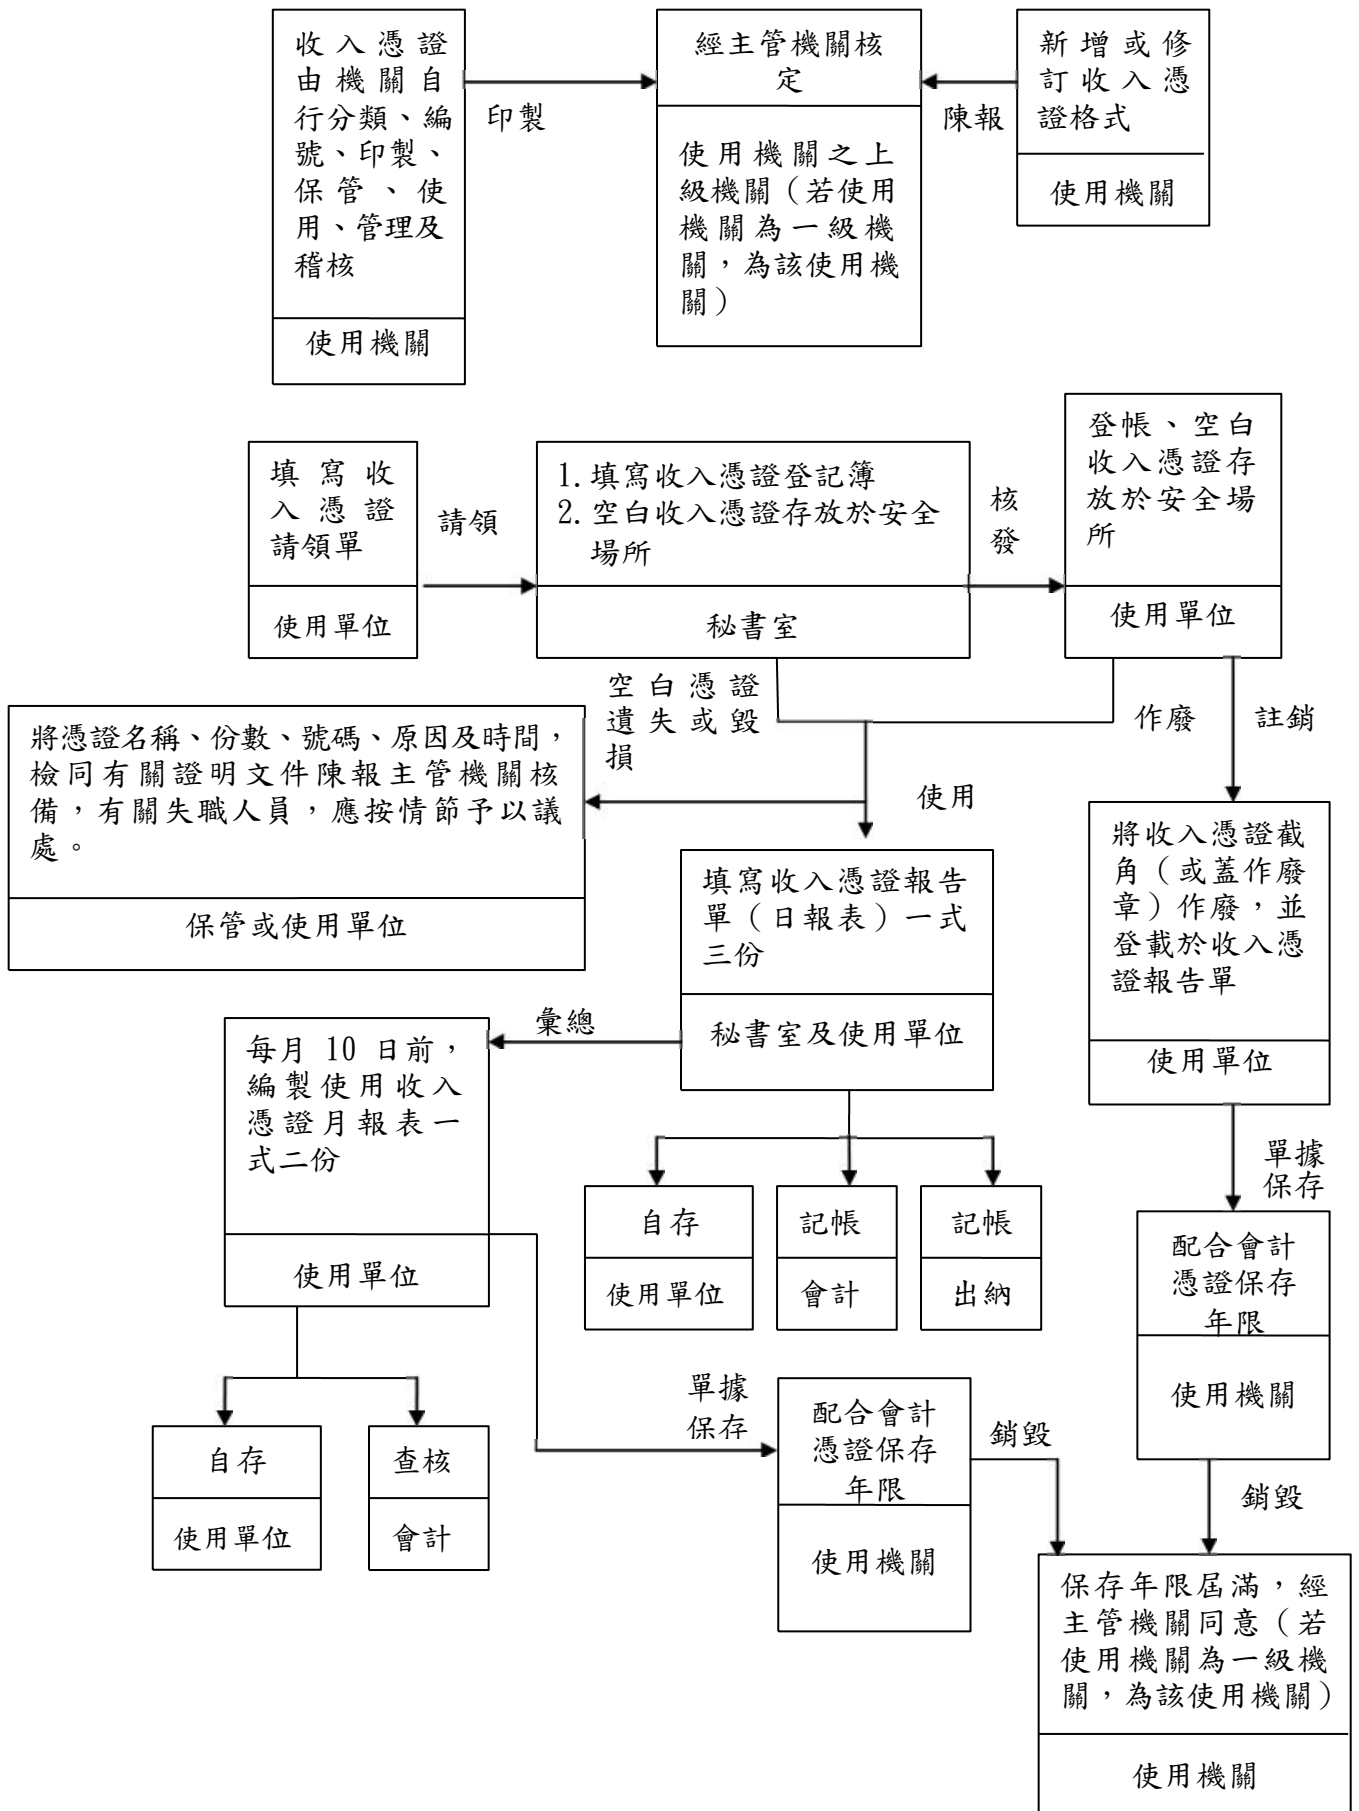 收入憑證
由機關自
行分類、編
號、印製、
保管、使
用、管理及
稽核
使用機關
印製
經主管機關核
定
使用機關之上
級機關（若使用
機關為一級機
關，為該使用機
關）
陳報
新增或修
訂收入憑
證格式
使用機關
填寫收
入憑證
請領單
使用單位
請領
1.填寫收入憑證登記簿
2.空白收入憑證存放於安全
場所
秘書室
核
發
登帳、空白
收入憑證存
放於安全場
所
使用單位
空白憑證
遺失或毀
損
作廢
註銷
將憑證名稱、份數、號碼、原因及時間，
檢同有關證明文件陳報主管機關核
備，有關失職人員，應按情節予以議
處。
保管或使用單位
使用
填寫收入憑證報告
單（日報表）一式
三份
秘書室及使用單位
將收入憑證截
角（或蓋作廢
章）作廢，並
登載於收入憑
證報告單
使用單位
彙總
每月 10 日前，
編製使用收入
憑證月報表一
式二份
使用單位
自存
使用單位
記帳
會計
記帳
出納
單據
保存
配合會計
憑證保存
年限
使用機關
自存
使用單位
查核
會計
單據
保存
配合會計
憑證保存
年限
使用機關
銷毀
銷毀
保存年限屆滿，經
主管機關同意（若
使用機關為一級機
關，為該使用機關）
使用機關